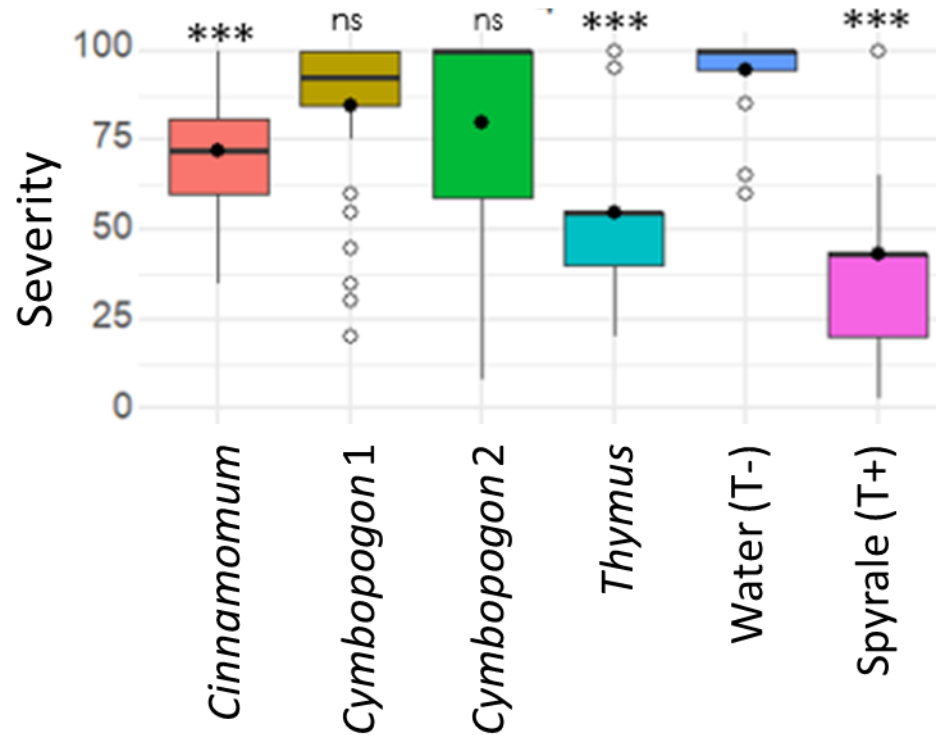 *** ns ns *** ***
100
75
50
25
0
Severity
Cinnamomum
Cymbopogon 1
Cymbopogon 2
Thymus
Water (T-)
Spyrale (T+)